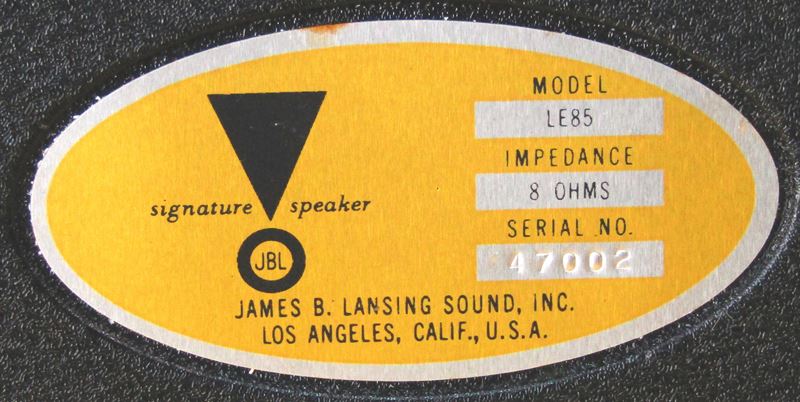 signature speaker
JBL
MODEL
LE85
IMPEDANCE
8 OHMS
SERIAL NO.
47002
JAMES B. LANSING SOUND, INC.
LOS ANGELES, CALIF., U.S.A.